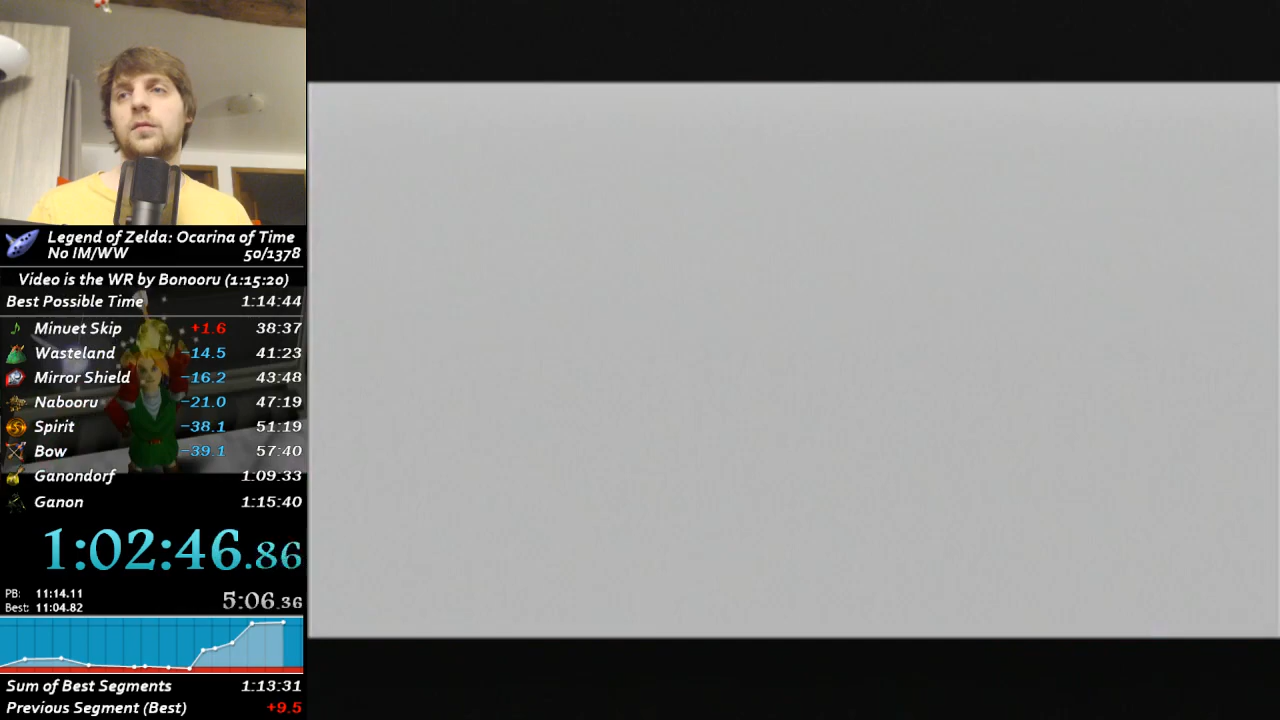 Legend of Zelda: Ocarina of Time
No IM/WW 50/1378
Video is the WR by Bonooru (1:15:20)
Best Possible Time 1:14:44
Minuet Skip +1.6 38:37
Wasteland -14.5 41:23
Mirror Shield -16.2 43:48
Nabooru -21.0 47:19
Spirit -38.1 51:19
Bow -39.1 57:40
Ganondorf 1:09:33
Ganon 1:15:40
1:02:46.86
PB: 11:14.11 5:06.36
Best: 11:04.82
Sum of Best Segments 1:13:31
Previous Segment (Best) +9.5